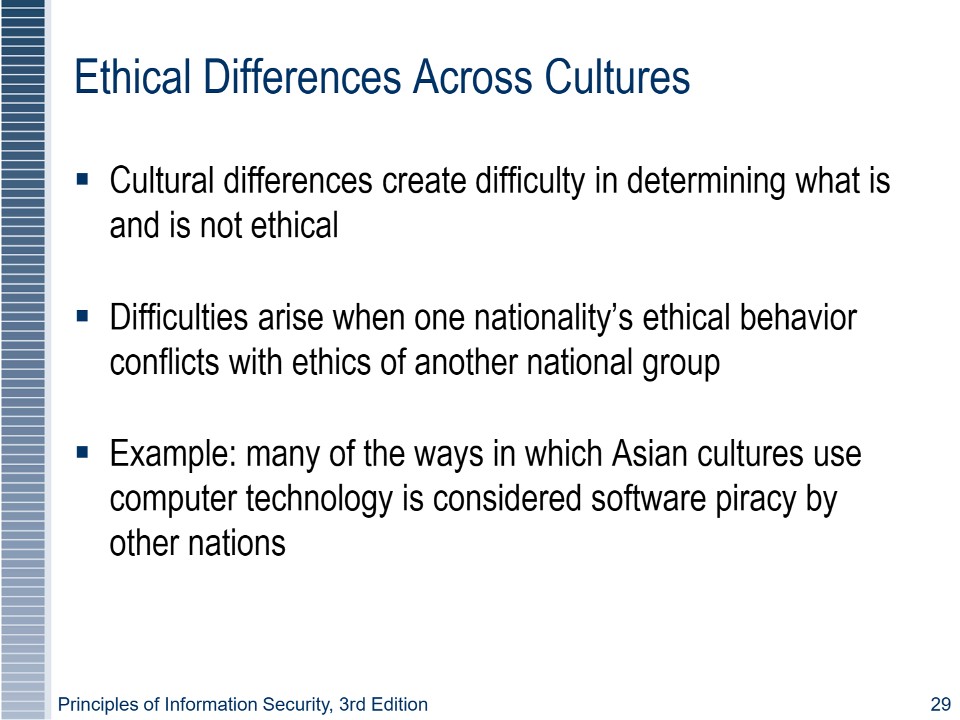 Ethical Differences Across Cultures
▪ Cultural differences create difficulty in determining what is
and is not ethical
▪ Difficulties arise when one nationality’s ethical behavior
conflicts with ethics of another national group
▪ Example: many of the ways in which Asian cultures use
computer technology is considered software piracy by
other nations
Principles of Information Security, 3rd Edition
29